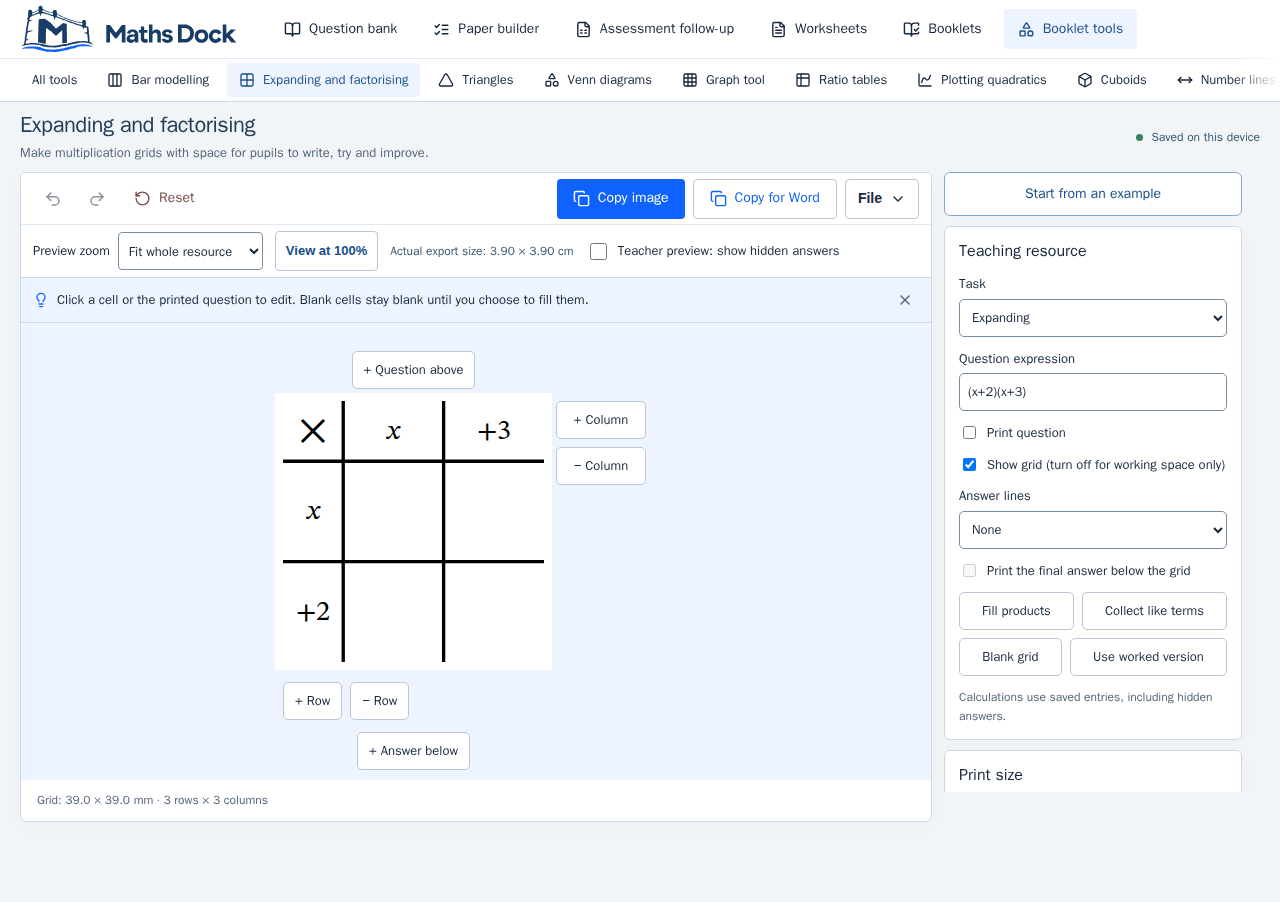 Maths Dock
Question bank
Paper builder
Assessment follow-up
Worksheets
Booklets
Booklet tools
All tools
Bar modelling
Expanding and factorising
Triangles
Venn diagrams
Graph tool
Ratio tables
Plotting quadratics
Cuboids
Number lines
Expanding and factorising
Make multiplication grids with space for pupils to write, try and improve.
Saved on this device
Reset
Copy image
Copy for Word
File
Preview zoom
Fit whole resource
View at 100%
Actual export size: 3.90 × 3.90 cm
Teacher preview: show hidden answers
Click a cell or the printed question to edit. Blank cells stay blank until you choose to fill them.
+ Question above
× x +3
x
+2
+ Column
− Column
+ Row
− Row
+ Answer below
Grid: 39.0 × 39.0 mm · 3 rows × 3 columns
Start from an example
Teaching resource
Task
Expanding
Question expression
(x+2)(x+3)
Print question
Show grid (turn off for working space only)
Answer lines
None
Print the final answer below the grid
Fill products
Collect like terms
Blank grid
Use worked version
Calculations use saved entries, including hidden
answers.
Print size